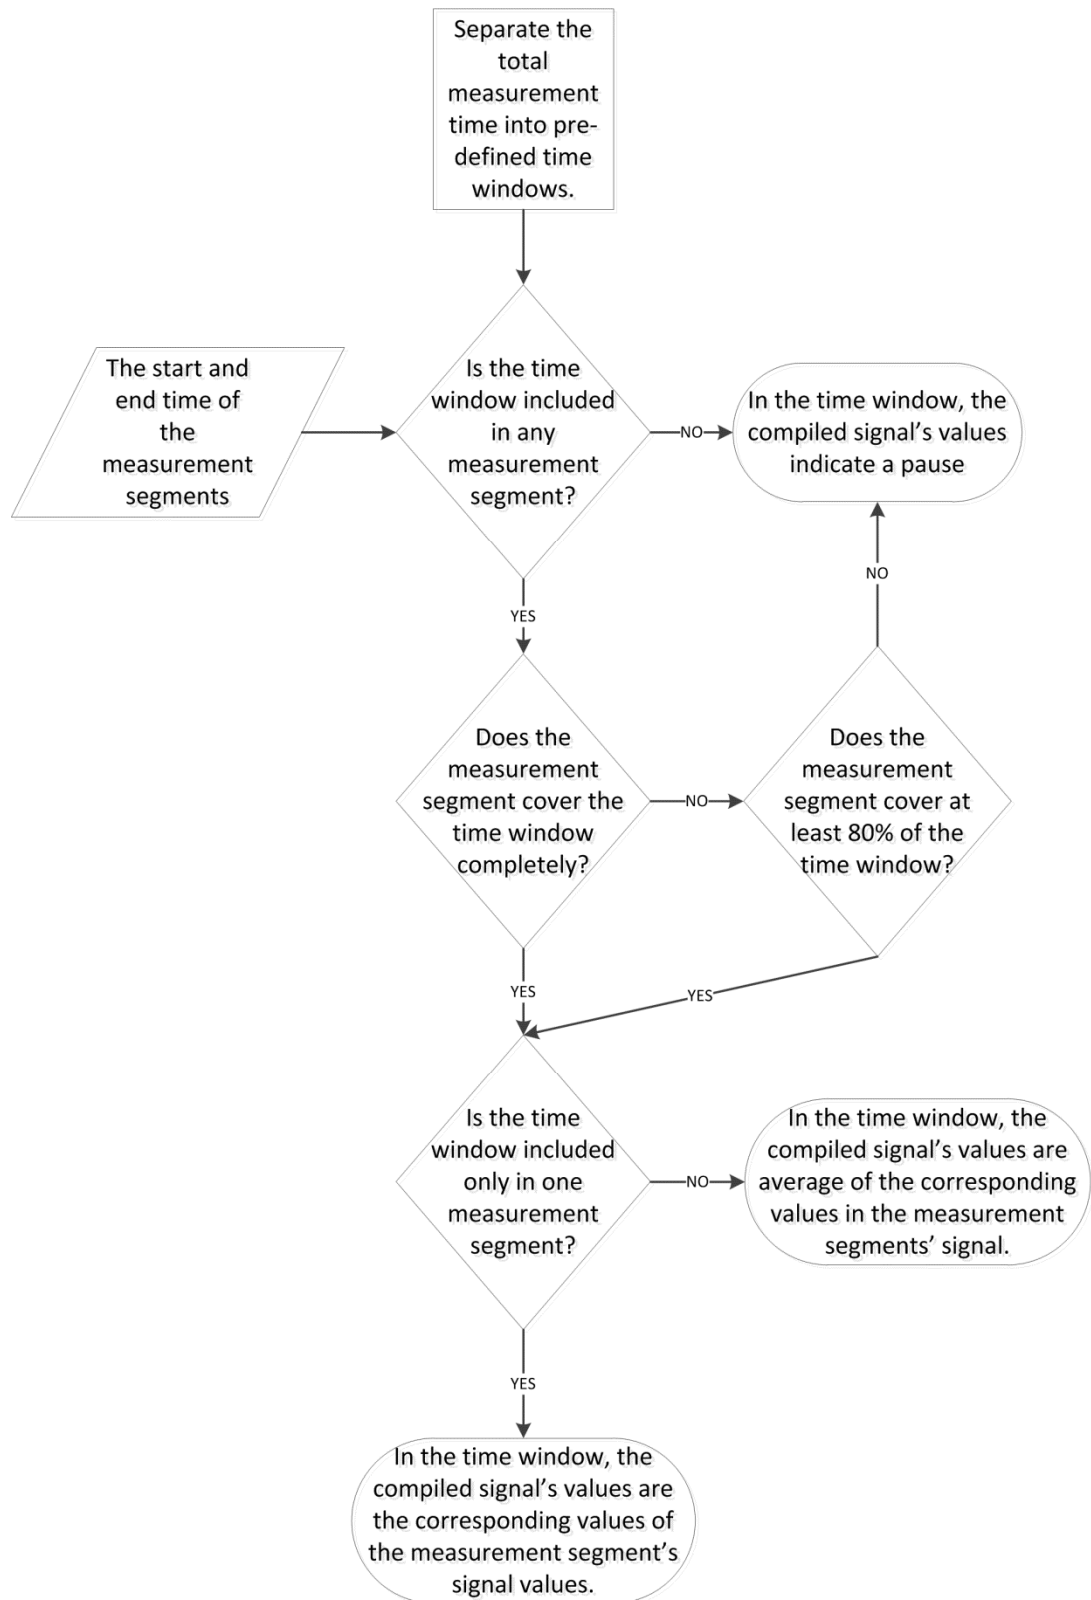 Separate the
total
measurement
time into pre-
defined time
windows.
The start and
end time of
the
measurement
segments
Is the time
window included
in any
measurement
segment?
NO
In the time window, the
compiled signal's values
indicate a pause
YES
NO
Does the
measurement
segment cover the
time window
completely?
NO
Does the
measurement
segment cover at
least 80% of the
time window?
YES
YES
Is the time
window included
only in one
measurement
segment?
NO
In the time window, the
compiled signal's values are
average of the corresponding
values in the measurement
segments' signal.
YES
In the time window, the
compiled signal's values are
the corresponding values of
the measurement segment's
signal values.